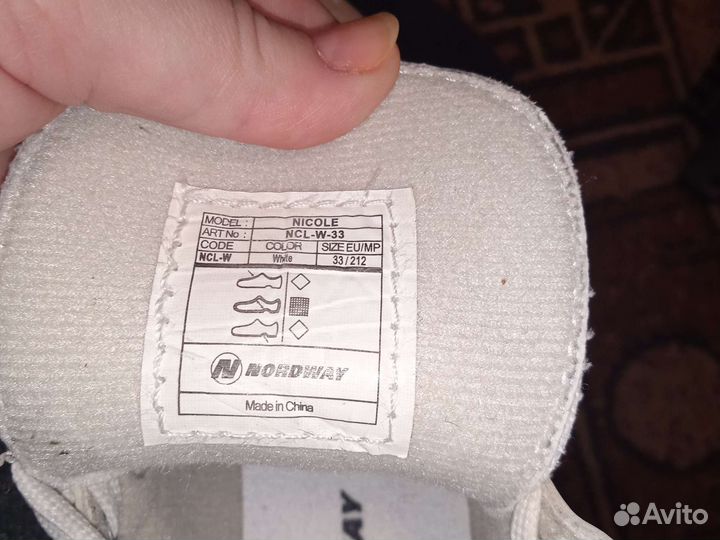 MODEL: NICOLE
ART No: NCL-W-33
CODE COLOR SIZE EU/MP
NCL-W White 33/212
N NORDWAY
Made in China
WAY
Avito